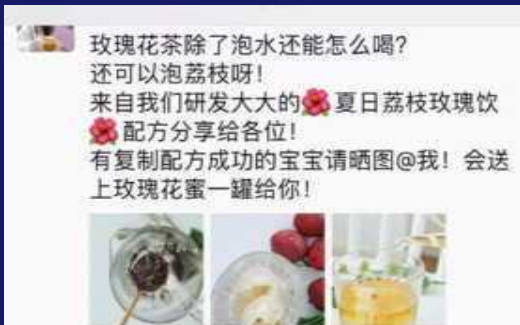 玫瑰花茶除了泡水还能怎么喝?
还可以泡荔枝呀!
来自我们研发大大的🌺夏日荔枝玫瑰饮
🌺配方分享给各位!
有复制配方成功的宝宝请晒图@我!会送
上玫瑰花蜜一罐给你!